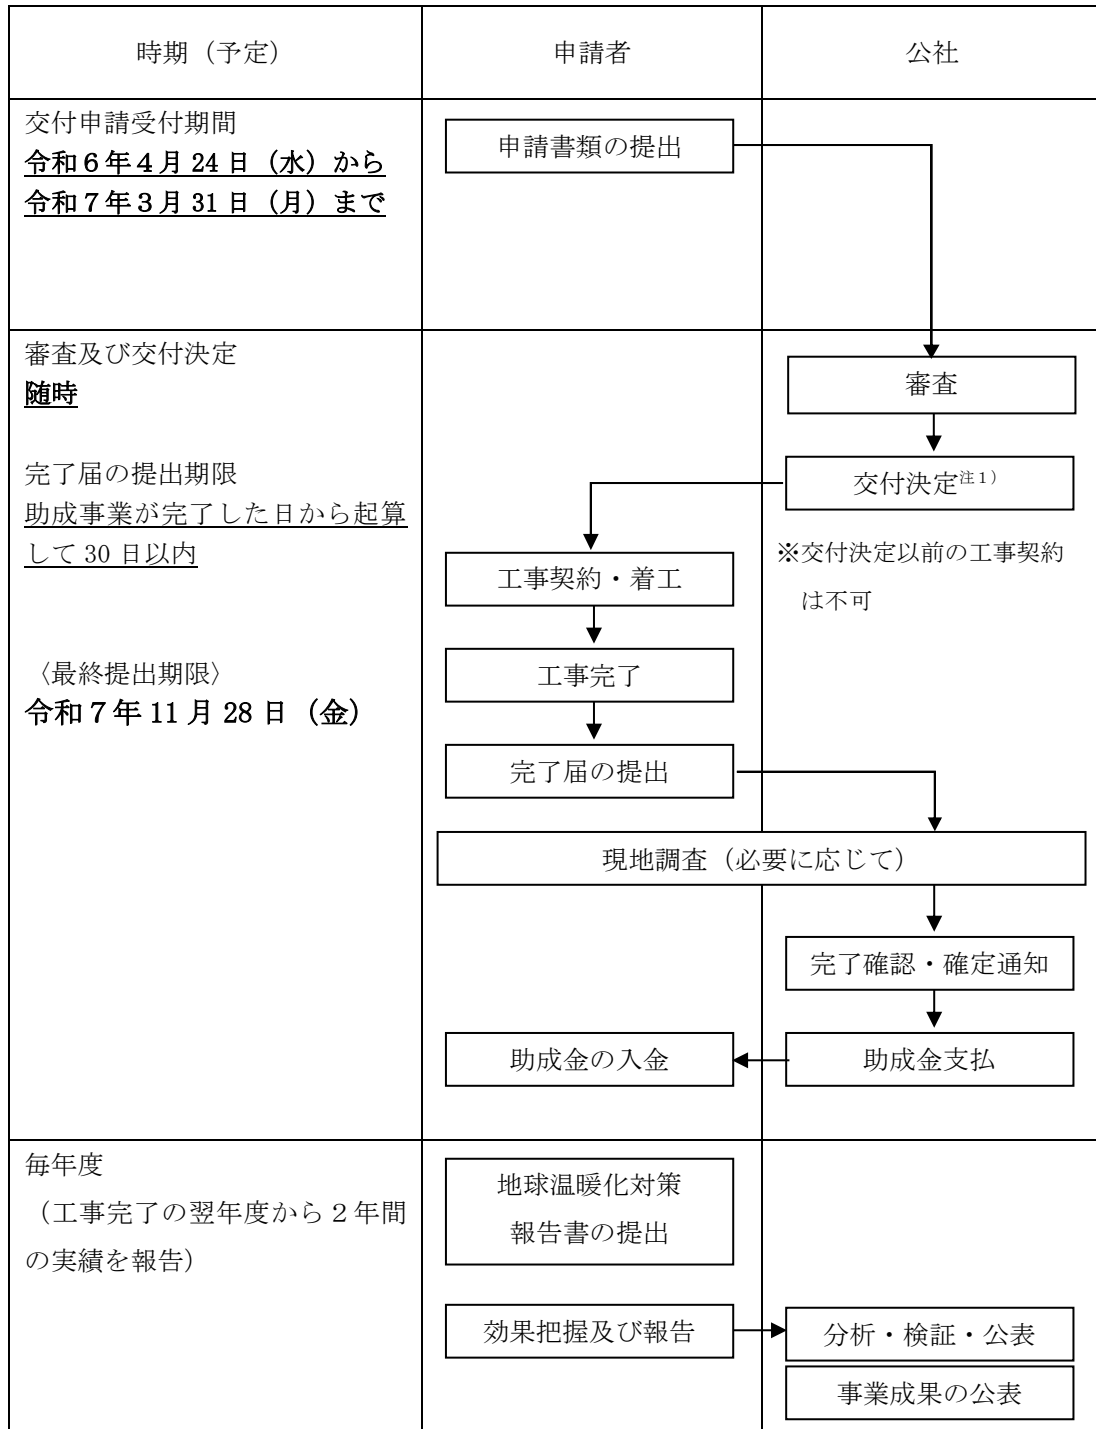 時期（予定）
申請者
公社
交付申請受付期間
令和６年４月 24 日（水）から
令和７年３月 31 日（月）まで
申請書類の提出
審査及び交付決定
随時
完了届の提出期限
助成事業が完了した日から起算
して 30 日以内
〈最終提出期限〉
令和７年 11 月 28 日（金）
審査
交付決定注１）
※交付決定以前の工事契約
は不可
工事契約・着工
工事完了
完了届の提出
現地調査（必要に応じて）
完了確認・確定通知
助成金の入金
助成金支払
毎年度
（工事完了の翌年度から２年間
の実績を報告）
地球温暖化対策
報告書の提出
効果把握及び報告
分析・検証・公表
事業成果の公表